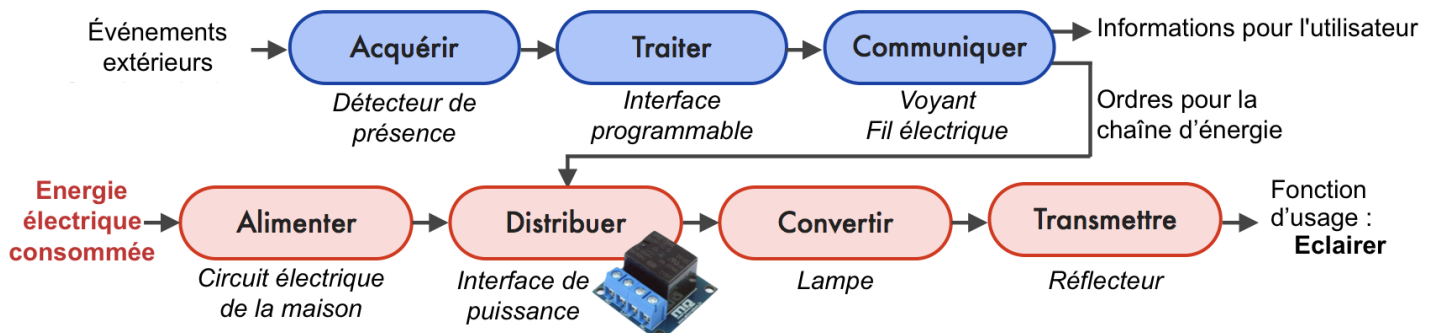 Événements
extérieurs
Acquérir
Traiter
Communiquer
Informations pour l'utilisateur
Détecteur de
présence
Interface
programmable
Voyant
Fil électrique
Ordres pour la
chaîne d'énergie
Energie
électrique
consommée
Alimenter
Distribuer
Convertir
Transmettre
Fonction
d'usage :
Eclairer
Circuit électrique
de la maison
Interface de
puissance
Lampe
Réflecteur